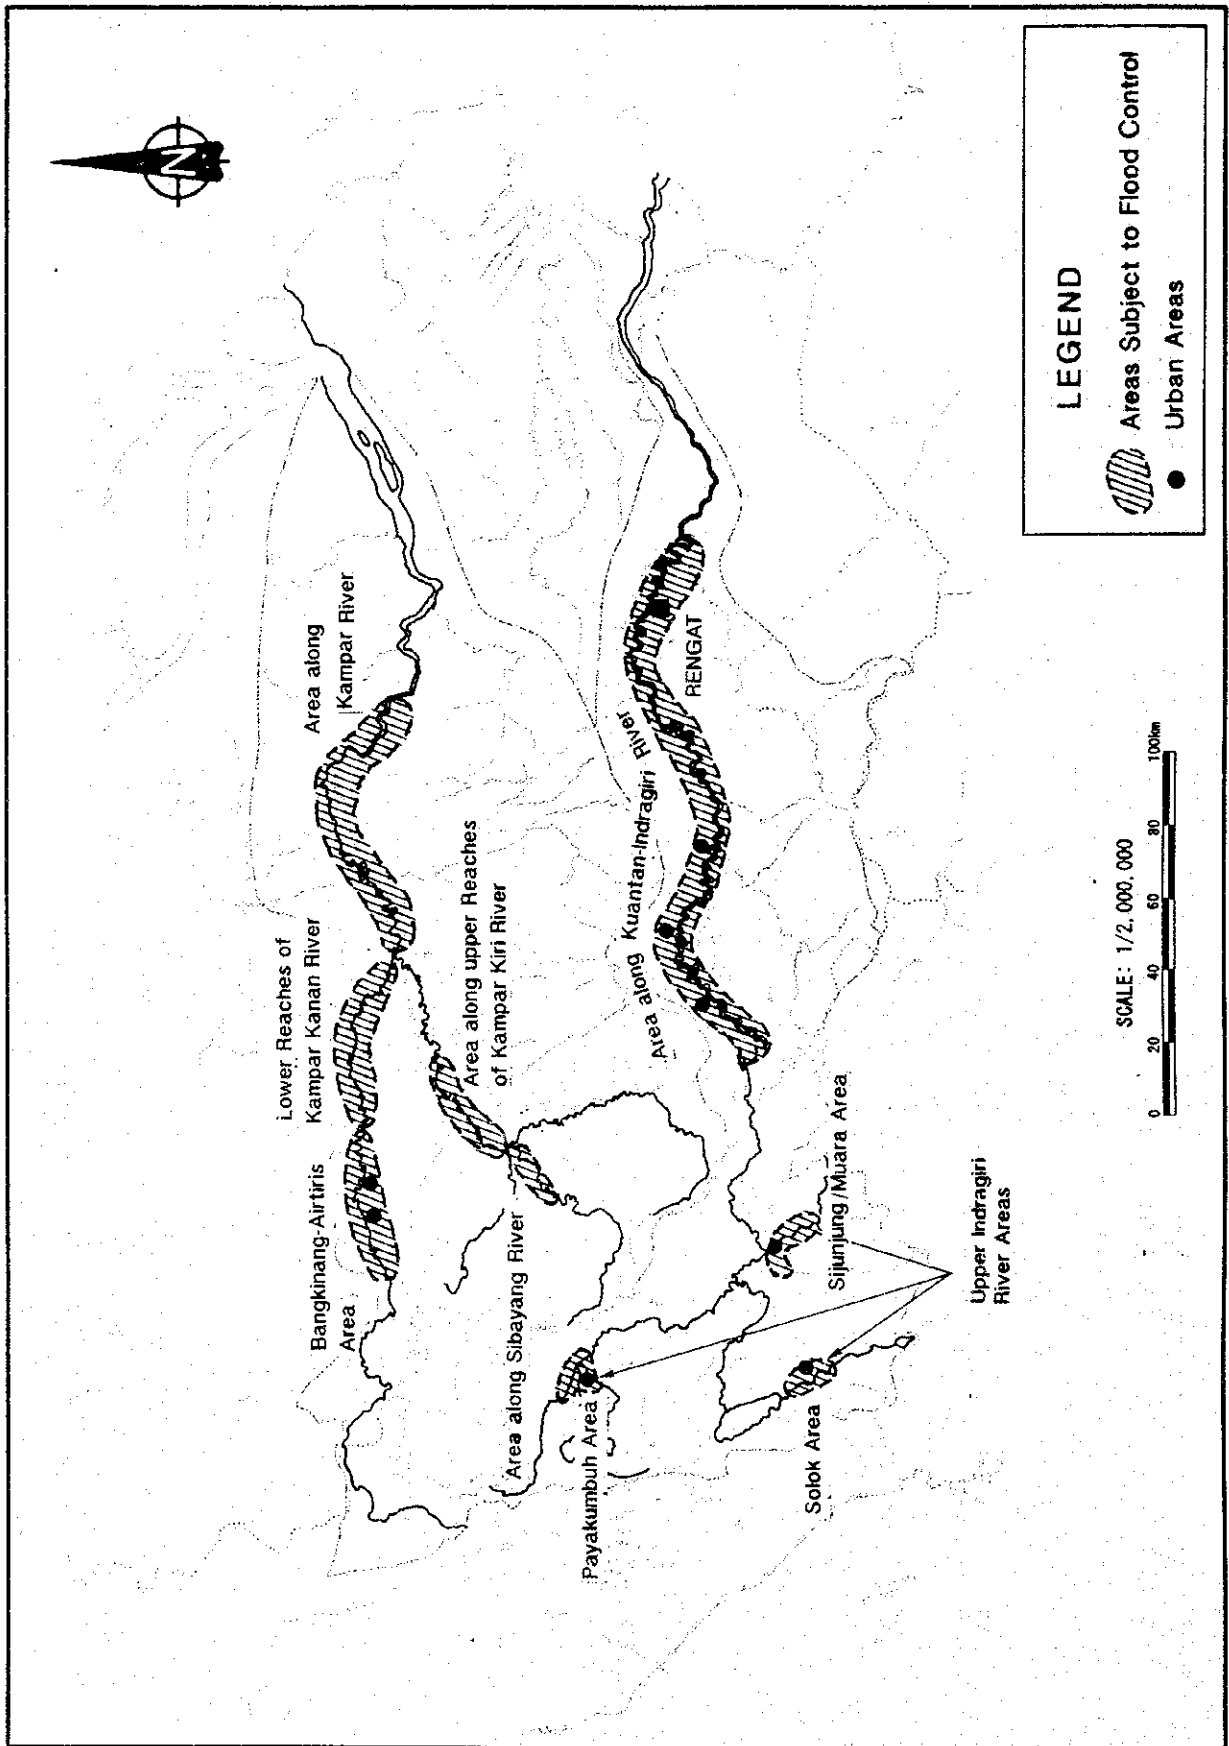 N
Area along
Kampar River
Lower Reaches of
Kampar Kanan River
Bangkinang-Airtiris
Area
Area along upper Reaches
of Kampar Kiri River
Area along Sibayang River
Area along Kuantan-Indragiri River
RENGAT
Payakumbuh Area
Sijunjung/Muara Area
Solok Area
Upper Indragiri
River Areas
SCALE: 1/2,000,000
0 20 40 60 80 100km
LEGEND
Areas Subject to Flood Control
Urban Areas